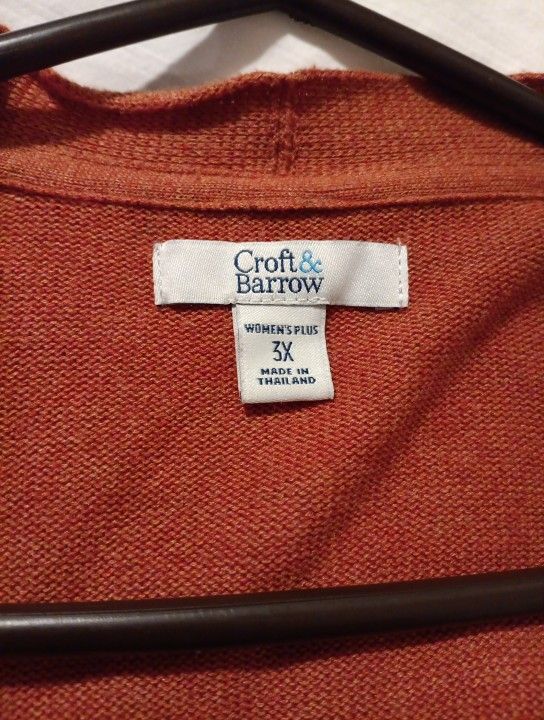 Croft&
Barrow
WOMEN'S PLUS
3X
MADE IN
THAILAND